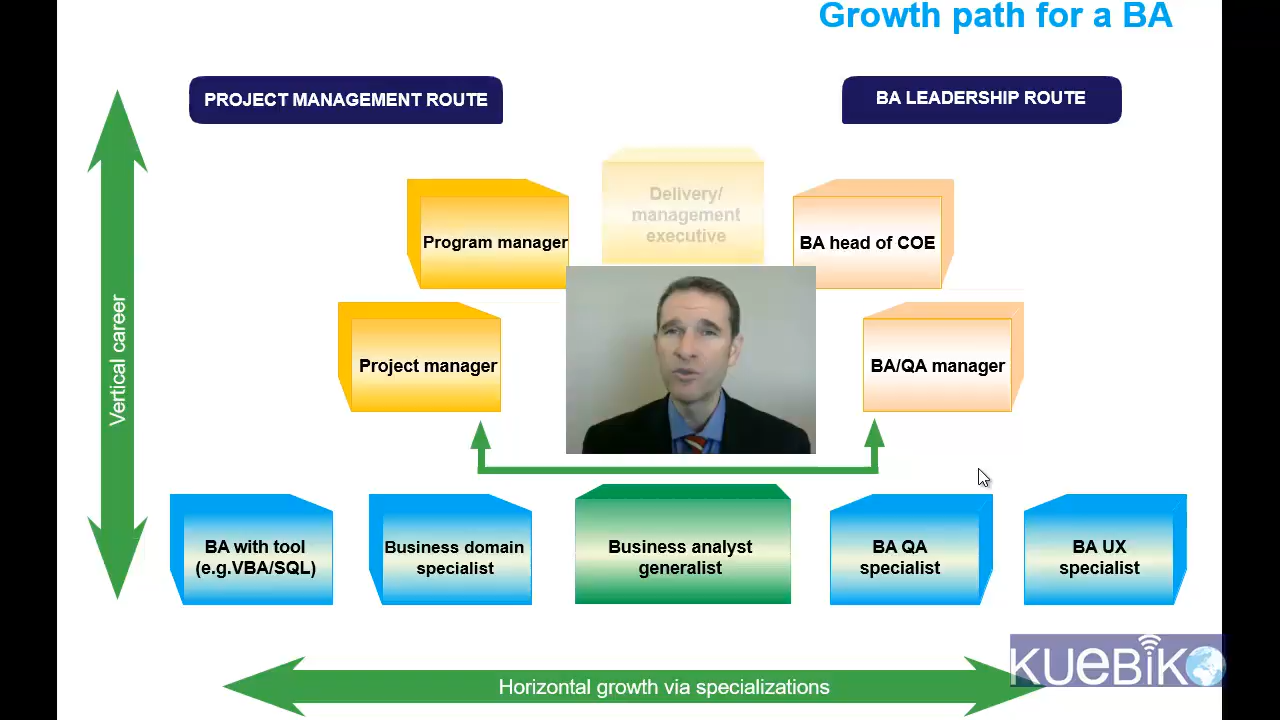 Growth path for a BA
PROJECT MANAGEMENT ROUTE
BA LEADERSHIP ROUTE
Delivery/
management
executive
Program manager
BA head of COE
Project manager
BA/QA manager
Vertical career
BA with tool
(e.g.VBA/SQL)
Business domain
specialist
Business analyst
generalist
BA QA
specialist
BA UX
specialist
Horizontal growth via specializations
KUEBIKO